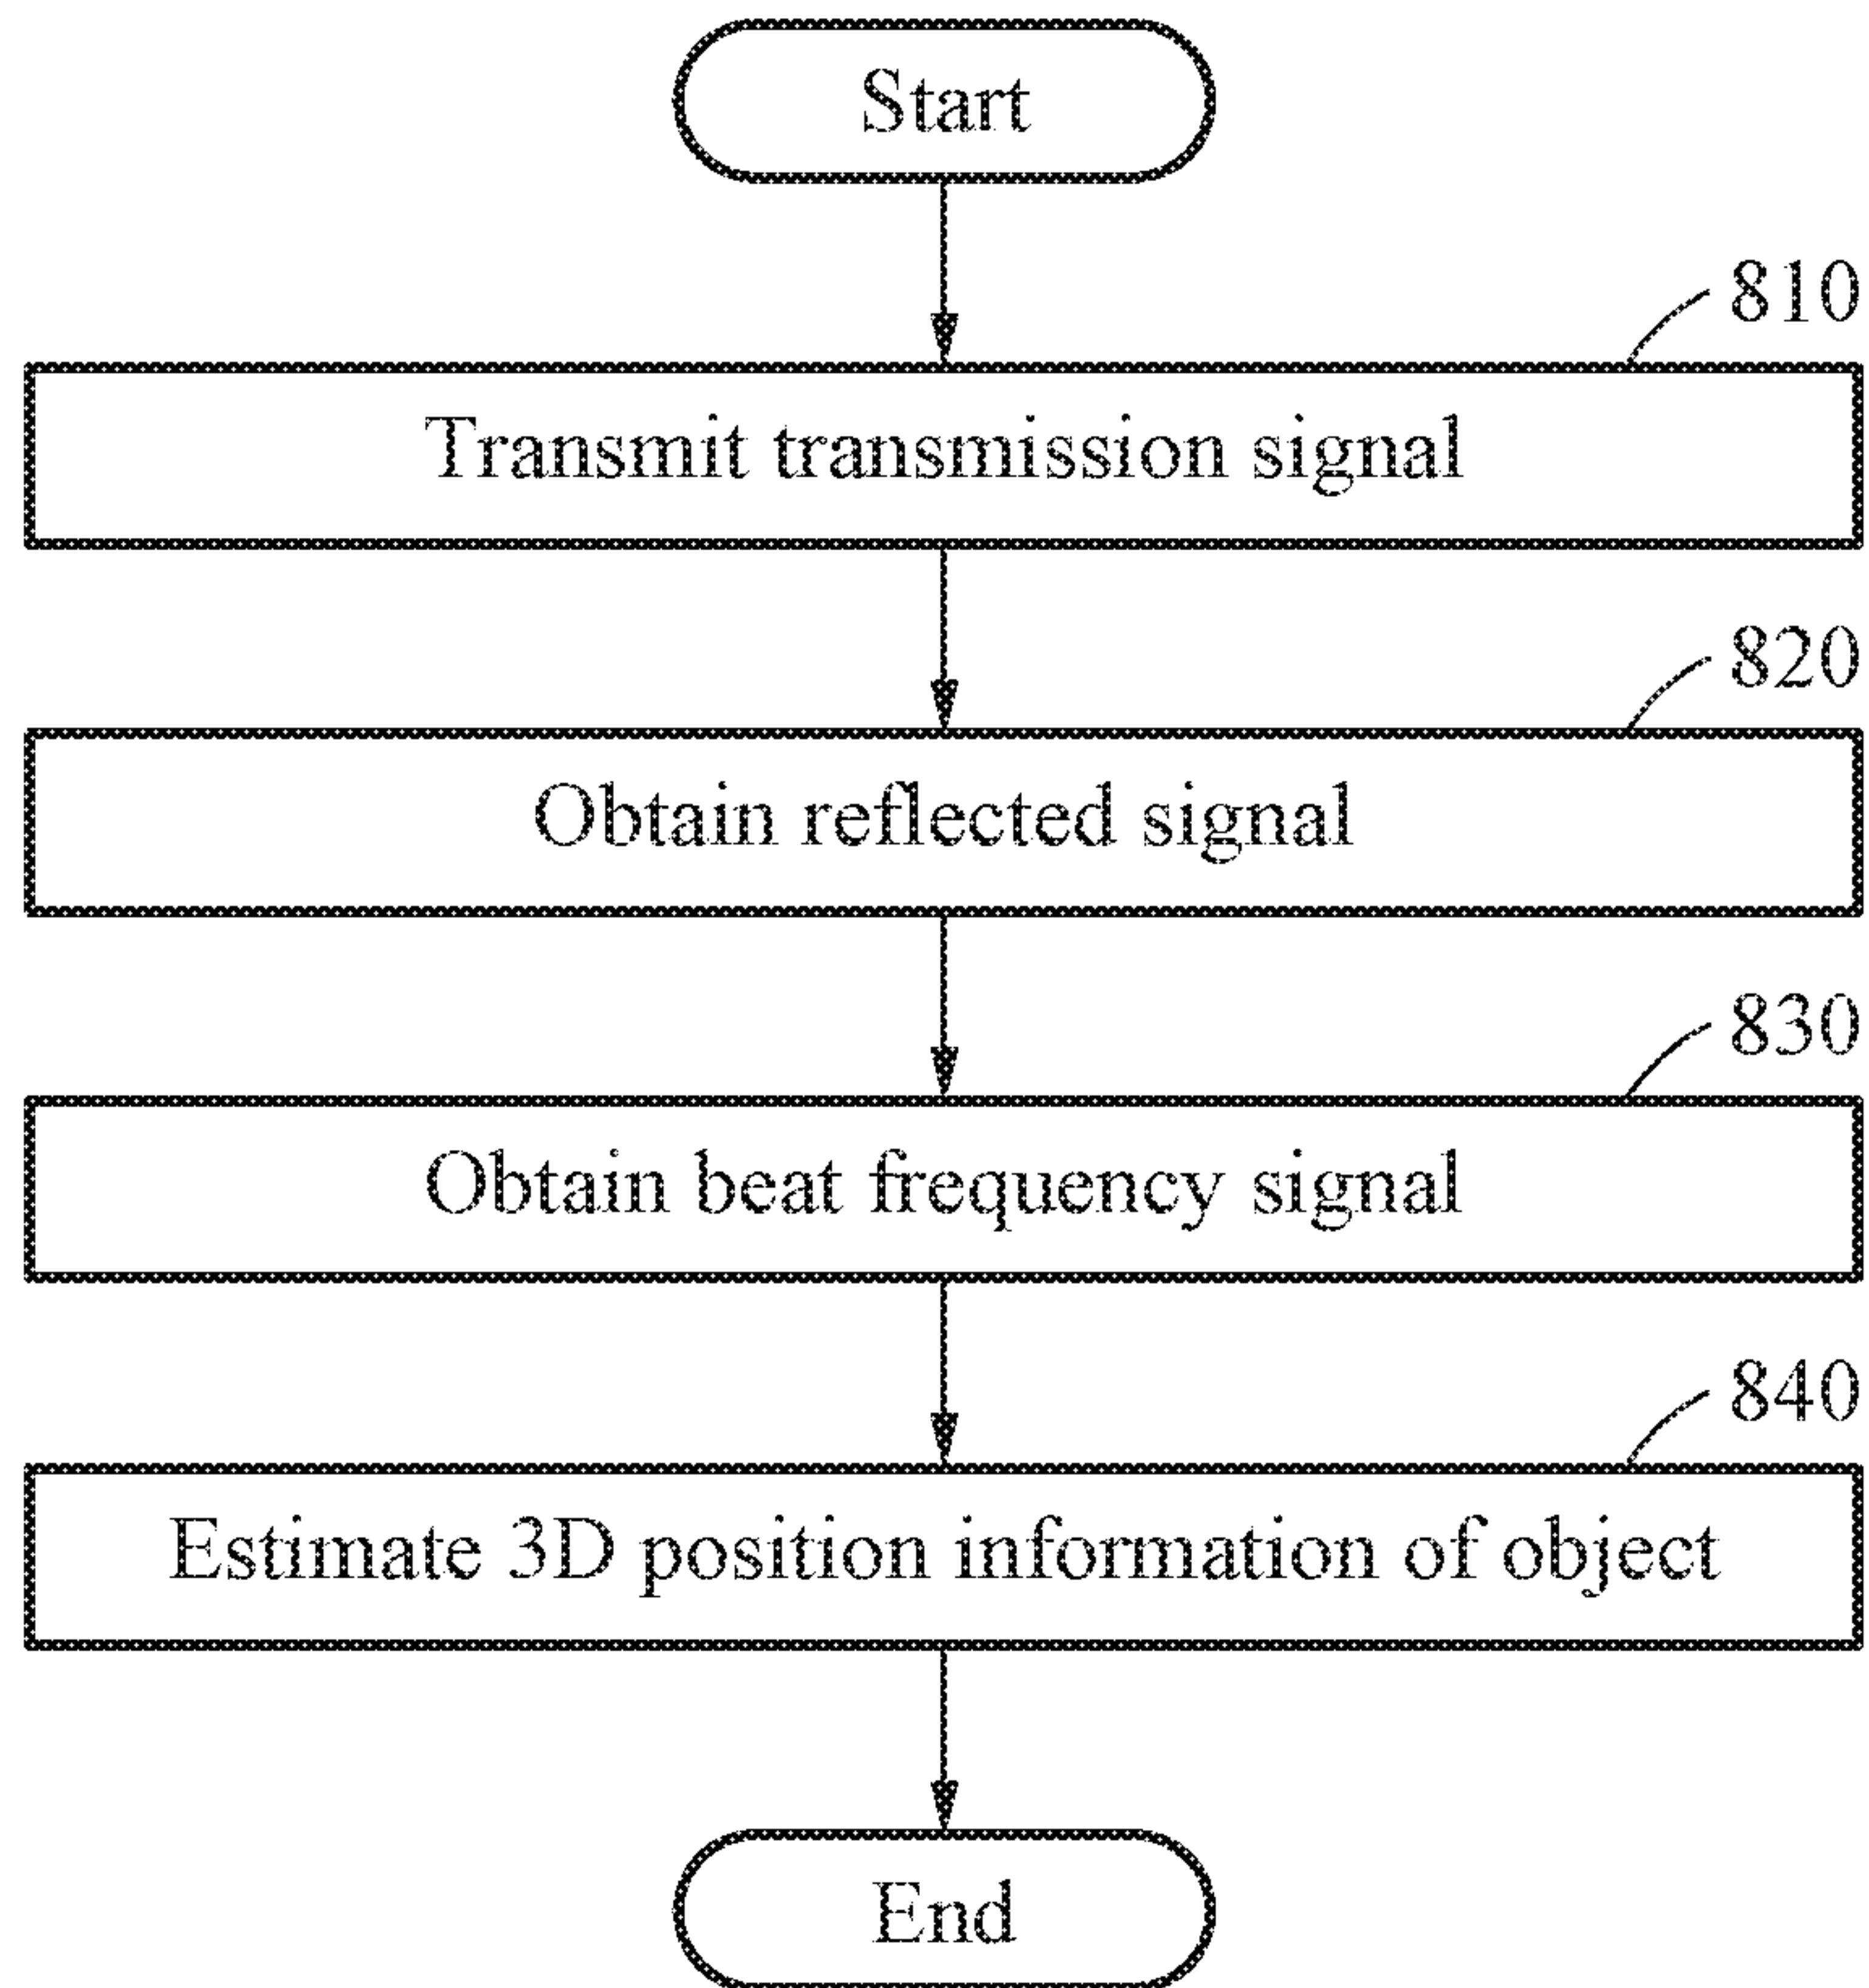 Start
810
Transmit transmission signal
820
Obtain reflected signal
830
Obtain beat frequency signal
840
Estimate 3D position information of object
End